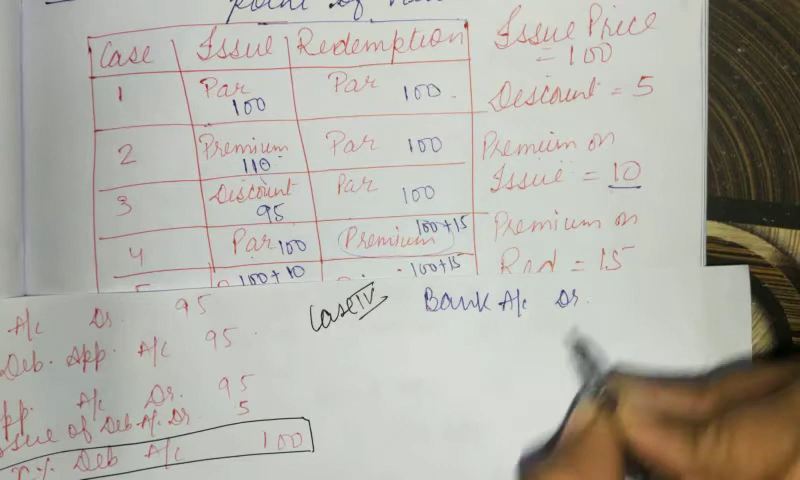 point of
Case Issue Redemption
1 Par 100 Par 100
2 Premium 110 Par 100
3 Discount 95 Par 100
4 Par 100 Premium 100+15
100+10 100+15
Issue Price
= 100
Discount = 5
Premium on
Issue = 10
Premium on
Red = 15
A/c Dr. 95
Deb. App. A/c 95
App. A/c Dr. 95
Issue of Deb A/c Dr 5
% Deb A/c 100
Case IV Bank A/c Dr.